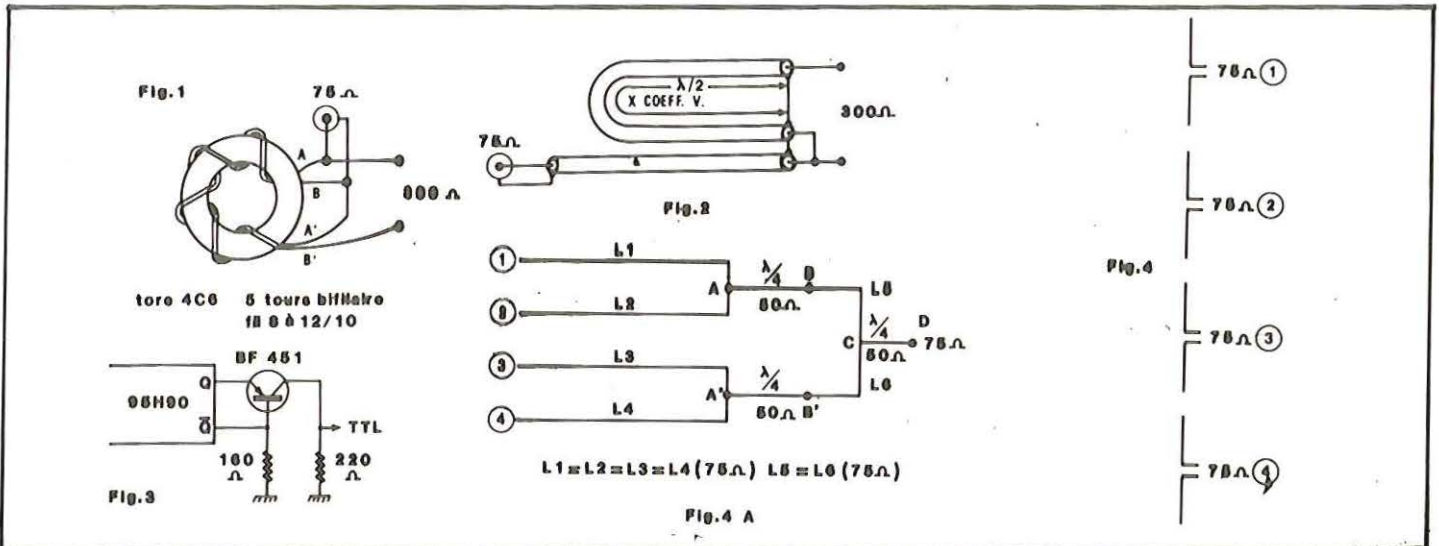 Fig.1
75 Ω
A
B
A'
B'
300 Ω
tore 4C6 5 tours bifilaire
fil 8 à 12/10
75Ω
λ/2
X COEFF. V.
300Ω
Fig.2
BF 451
95H90
Q
Q̅
TTL
160 Ω
220 Ω
Fig.3
1 L1
2 L2
3 L3
4 L4
A λ/4 50Ω B
A' λ/4 50Ω B'
L5
C λ/4 50Ω D 75Ω
L6
L1=L2=L3=L4(75Ω) L5=L6(75Ω)
Fig.4 A
Fig.4
75Ω 1
75Ω 2
75Ω 3
75Ω 4